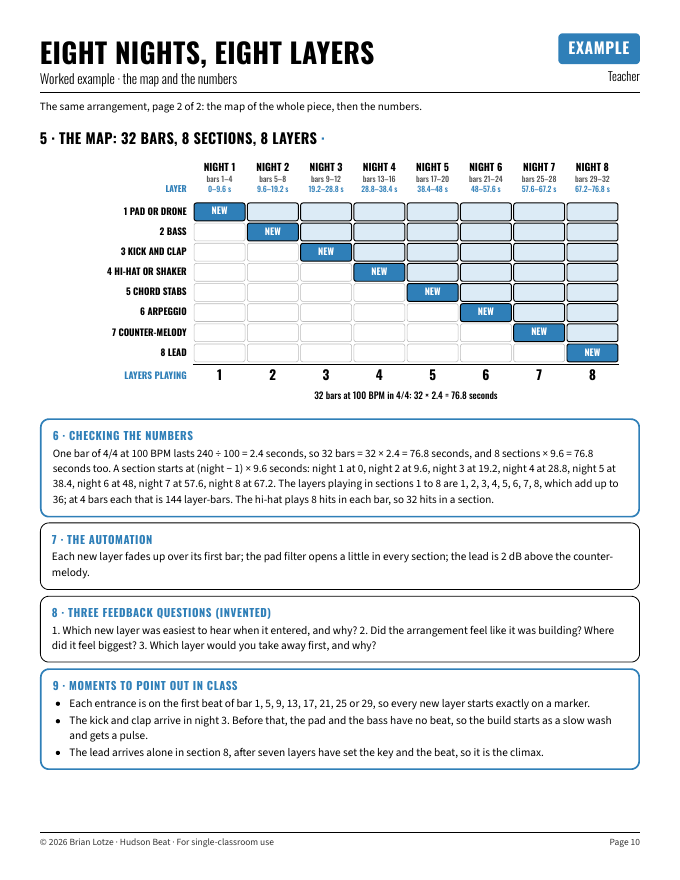 EIGHT NIGHTS, EIGHT LAYERS
EXAMPLE
Worked example · the map and the numbers
Teacher
The same arrangement, page 2 of 2: the map of the whole piece, then the numbers.
5 · THE MAP: 32 BARS, 8 SECTIONS, 8 LAYERS ·
NIGHT 1 NIGHT 2 NIGHT 3 NIGHT 4 NIGHT 5 NIGHT 6 NIGHT 7 NIGHT 8
bars 1–4 bars 5–8 bars 9–12 bars 13–16 bars 17–20 bars 21–24 bars 25–28 bars 29–32
LAYER 0–9.6 s 9.6–19.2 s 19.2–28.8 s 28.8–38.4 s 38.4–48 s 48–57.6 s 57.6–67.2 s 67.2–76.8 s
1 PAD OR DRONE NEW
2 BASS NEW
3 KICK AND CLAP NEW
4 HI-HAT OR SHAKER NEW
5 CHORD STABS NEW
6 ARPEGGIO NEW
7 COUNTER-MELODY NEW
8 LEAD NEW
LAYERS PLAYING 1 2 3 4 5 6 7 8
32 bars at 100 BPM in 4/4: 32 × 2.4 = 76.8 seconds
6 · CHECKING THE NUMBERS
One bar of 4/4 at 100 BPM lasts 240 ÷ 100 = 2.4 seconds, so 32 bars = 32 × 2.4 = 76.8 seconds, and 8 sections × 9.6 = 76.8
seconds too. A section starts at (night − 1) × 9.6 seconds: night 1 at 0, night 2 at 9.6, night 3 at 19.2, night 4 at 28.8, night 5 at
38.4, night 6 at 48, night 7 at 57.6, night 8 at 67.2. The layers playing in sections 1 to 8 are 1, 2, 3, 4, 5, 6, 7, 8, which add up to
36; at 4 bars each that is 144 layer-bars. The hi-hat plays 8 hits in each bar, so 32 hits in a section.
7 · THE AUTOMATION
Each new layer fades up over its first bar; the pad filter opens a little in every section; the lead is 2 dB above the counter-
melody.
8 · THREE FEEDBACK QUESTIONS (INVENTED)
1. Which new layer was easiest to hear when it entered, and why? 2. Did the arrangement feel like it was building? Where
did it feel biggest? 3. Which layer would you take away first, and why?
9 · MOMENTS TO POINT OUT IN CLASS
• Each entrance is on the first beat of bar 1, 5, 9, 13, 17, 21, 25 or 29, so every new layer starts exactly on a marker.
• The kick and clap arrive in night 3. Before that, the pad and the bass have no beat, so the build starts as a slow wash
and gets a pulse.
• The lead arrives alone in section 8, after seven layers have set the key and the beat, so it is the climax.
© 2026 Brian Lotze · Hudson Beat · For single-classroom use
Page 10